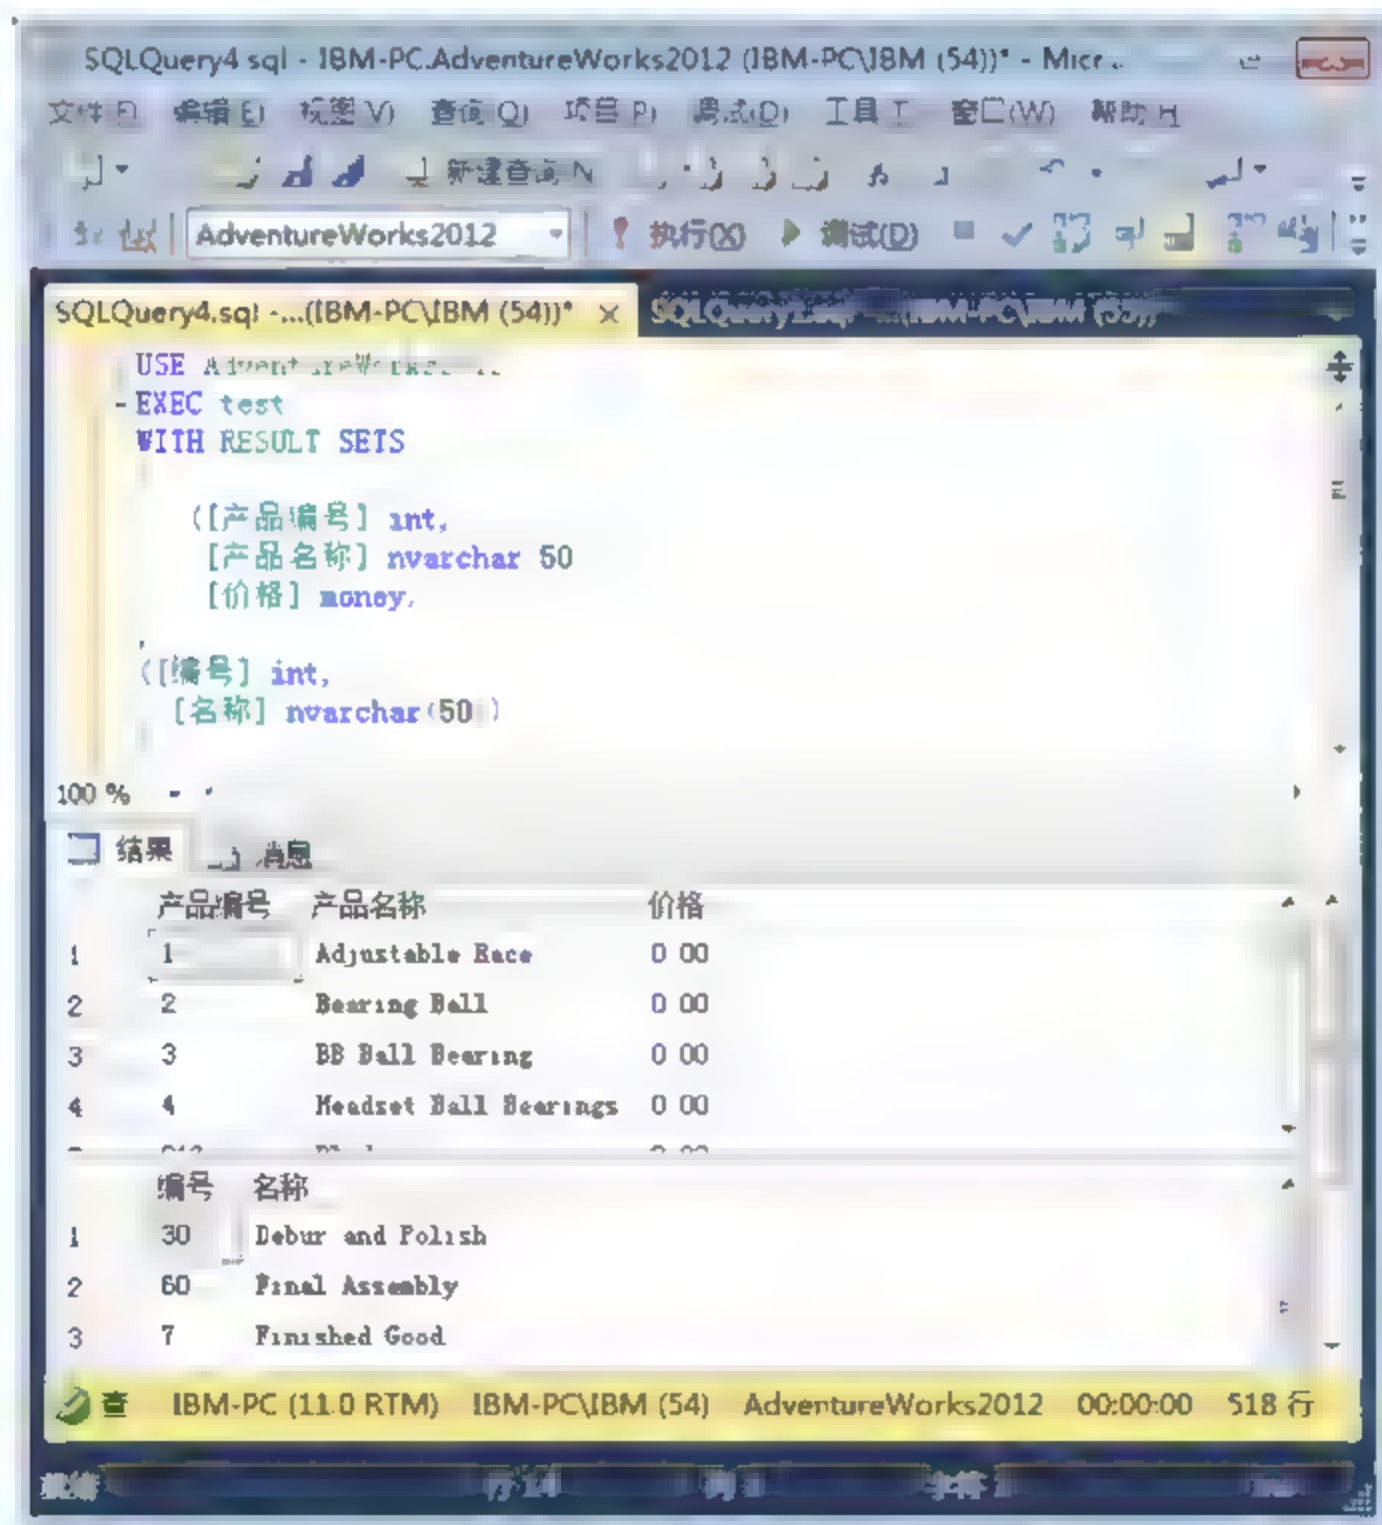 SQLQuery4 sql - IBM-PC.AdventureWorks2012 (IBM-PC\IBM (54))* - Micr
文件 F) 编辑 E) 视图 V) 查询 Q) 项目 P) 调试(D) 工具 T 窗口(W) 帮助 H
新建查询 N
AdventureWorks2012 执行(X) 调试(D)
SQLQuery4.sql -...(IBM-PC\IBM (54))* ×
USE
EXEC test
WITH RESULT SETS
([产品编号] int,
[产品名称] nvarchar 50
[价格] money,
,
([编号] int,
[名称] nvarchar(50 )
100 %
结果 消息
产品编号 产品名称 价格
1 1 Adjustable Race 0 00
2 2 Bearing Ball 0 00
3 3 BB Ball Bearing 0 00
4 4 Headset Ball Bearings 0 00
编号 名称
1 30 Debur and Polish
2 60 Final Assembly
3 7 Finished Good
查 IBM-PC (11.0 RTM) IBM-PC\IBM (54) AdventureWorks2012 00:00:00 518 行